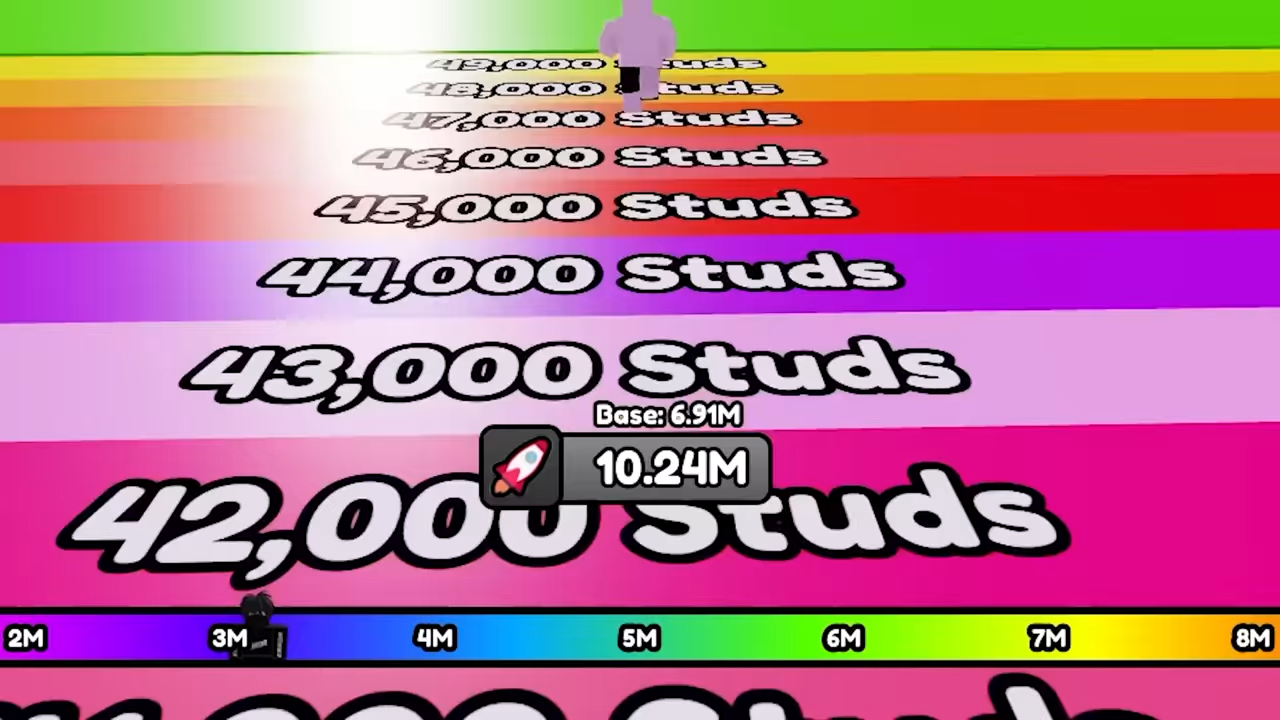 49,000 Studs
48,000 Studs
47,000 Studs
46,000 Studs
45,000 Studs
44,000 Studs
43,000 Studs
Base: 6.91M
10.24M
42,000 Studs
2M 3M 4M 5M 6M 7M 8M